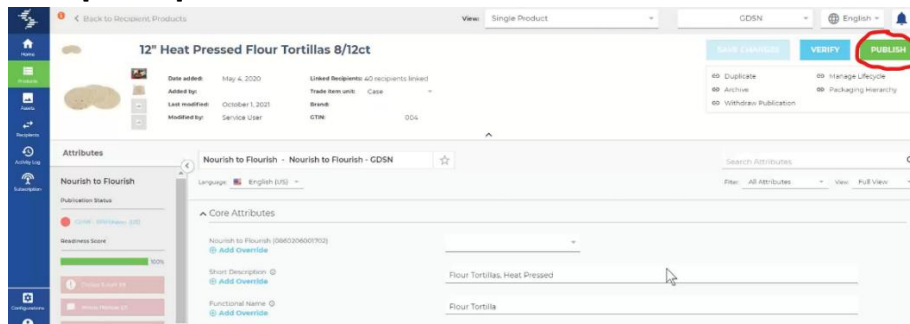 Back to Recipient Products
View: Single Product
GDSN
English
12" Heat Pressed Flour Tortillas 8/12ct
SAVE CHANGES
VERIFY
PUBLISH
Home
Products
Assets
Recipients
Activity Log
Subscription
Configurations
Date added: May 4, 2020
Linked Recipients: 40 recipients linked
Added by:
Trade item unit: Case
Last modified: October 1, 2021
Brand:
Modified by: Service User
GTIN: 004
Duplicate
Manage Lifecycle
Archive
Packaging Hierarchy
Withdraw Publication
Attributes
Nourish to Flourish - Nourish to Flourish - GDSN
Search Attributes
Nourish to Flourish
Language: English (US)
Filter: All Attributes
View: Full View
Publication Status
Core Attributes
Readiness Score
100%
Nourish to Flourish (0860206001702)
Add Override
Short Description
Add Override
Flour Tortillas, Heat Pressed
Functional Name
Add Override
Flour Tortilla